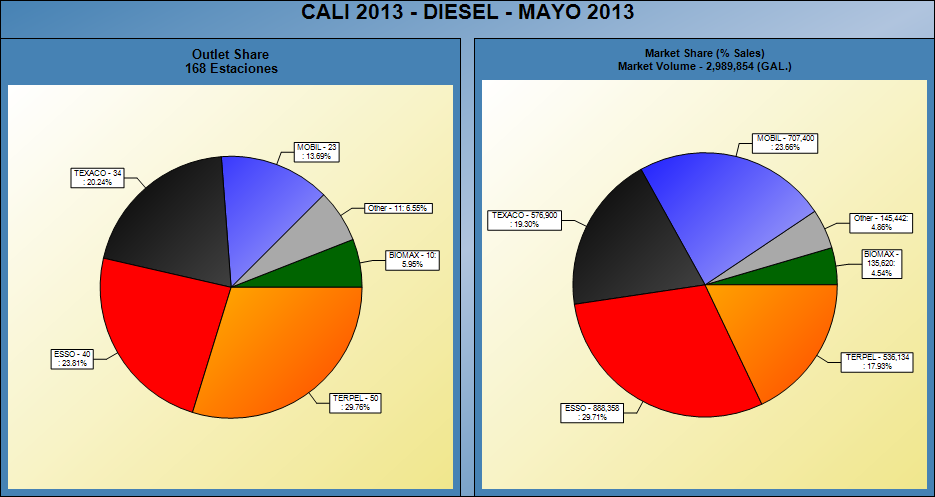 CALI 2013 - DIESEL - MAYO 2013
Outlet Share
168 Estaciones
MOBIL - 23
: 13.69%
TEXACO - 34
: 20.24%
Other - 11: 6.55%
BIOMAX - 10:
5.95%
ESSO - 40
: 23.81%
TERPEL - 50
: 29.76%
Market Share (% Sales)
Market Volume - 2,989,854 (GAL.)
MOBIL - 707,400
: 23.66%
TEXACO - 576,900
: 19.30%
Other - 145,442:
4.86%
BIOMAX -
135,620:
4.54%
TERPEL - 536,134
: 17.93%
ESSO - 888,358
: 29.71%